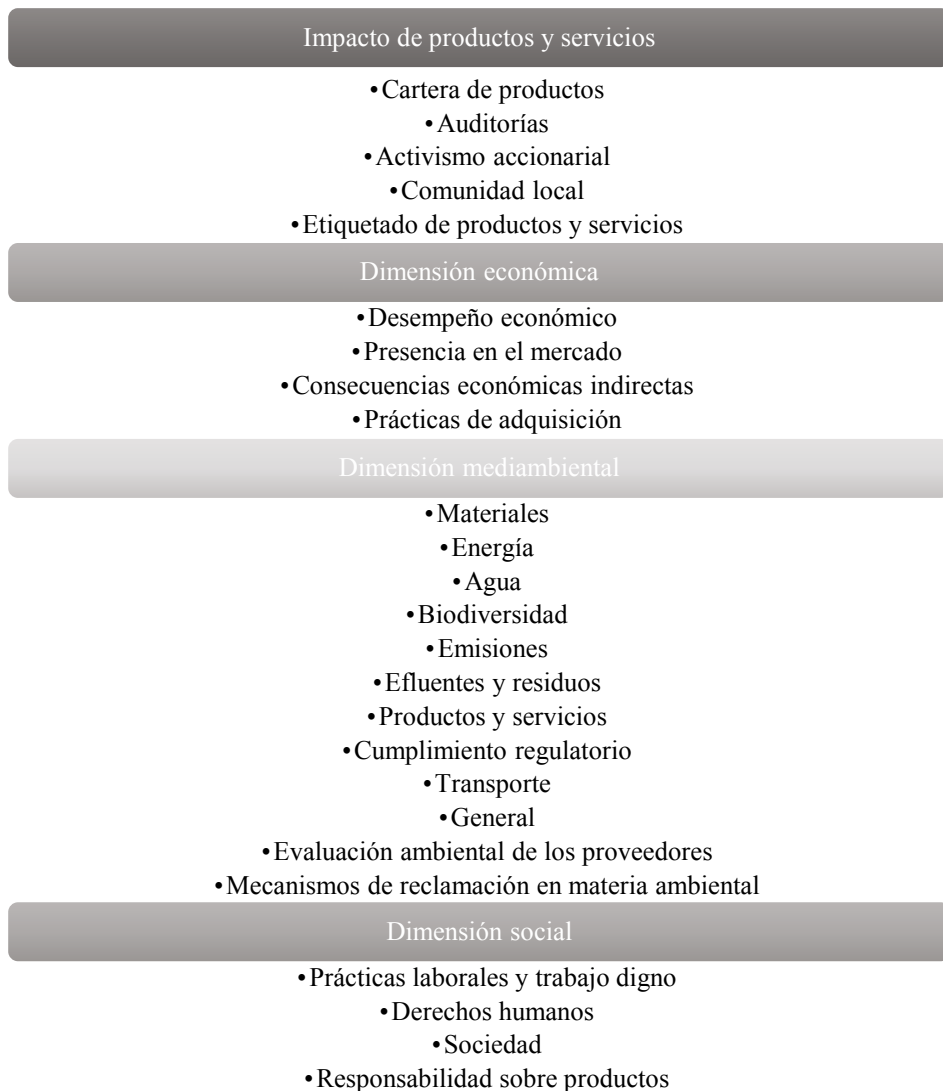 Impacto de productos y servicios
•Cartera de productos
•Auditorías
•Activismo accionarial
•Comunidad local
•Etiquetado de productos y servicios
Dimensión económica
•Desempeño económico
•Presencia en el mercado
•Consecuencias económicas indirectas
•Prácticas de adquisición
Dimensión mediambiental
•Materiales
•Energía
•Agua
•Biodiversidad
•Emisiones
•Efluentes y residuos
•Productos y servicios
•Cumplimiento regulatorio
•Transporte
•General
•Evaluación ambiental de los proveedores
•Mecanismos de reclamación en materia ambiental
Dimensión social
•Prácticas laborales y trabajo digno
•Derechos humanos
•Sociedad
•Responsabilidad sobre productos